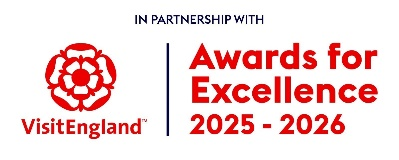 IN PARTNERSHIP WITH
VisitEngland™
Awards for
Excellence
2025 - 2026